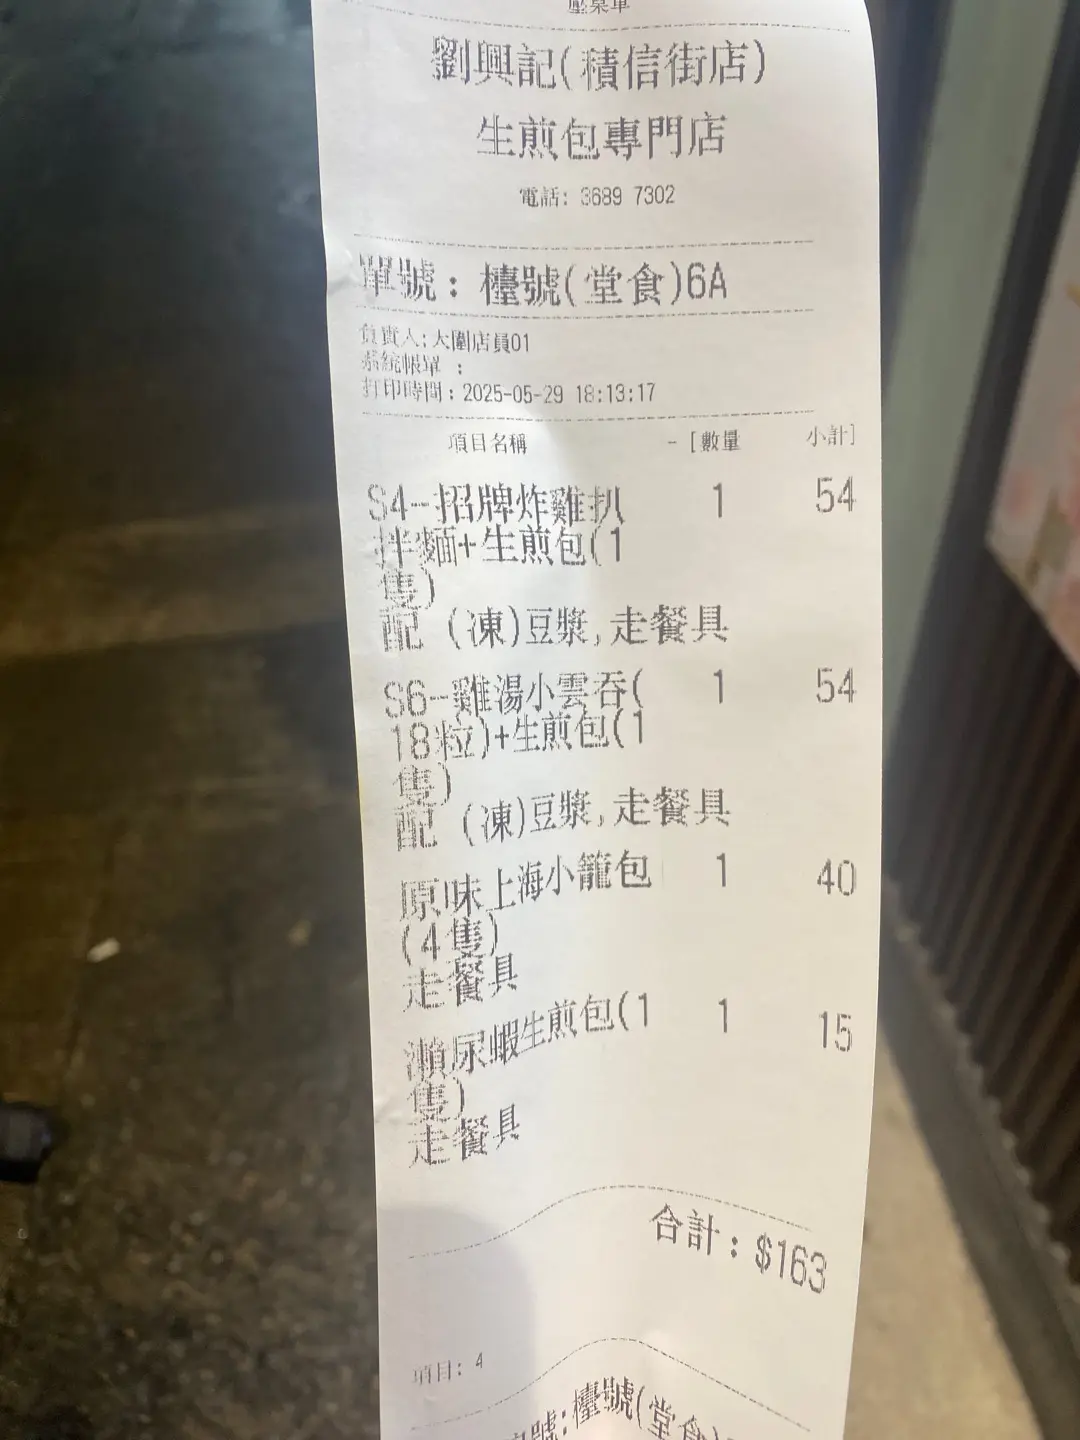 壓桌單
劉興記(積信街店)
生煎包專門店
電話: 3689 7302
單號: 檯號(堂食)6A
負責人:大圍店員01
系統帳單 :
打印時間:2025-05-29 18:13:17
項目名稱 - [數量 小計]
S4-招牌炸雞扒 1 54
拌麵+生煎包(1
隻)
配 (凍)豆漿,走餐具
S6-雞湯小雲吞( 1 54
18粒)+生煎包(1
隻)
配 (凍)豆漿,走餐具
原味上海小籠包 1 40
(4隻)
走餐具
瀨尿蝦生煎包(1 1 15
隻)
走餐具
合計: $163
項目: 4
號:檯號(堂食)